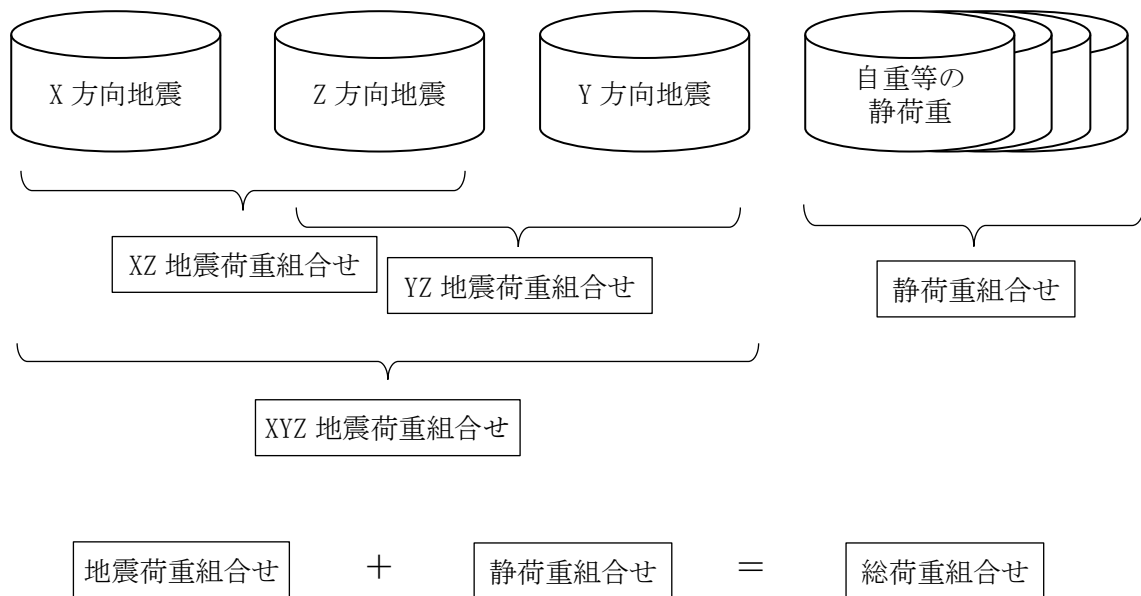 X 方向地震
Z 方向地震
Y 方向地震
自重等の
静荷重
XZ 地震荷重組合せ
YZ 地震荷重組合せ
静荷重組合せ
XYZ 地震荷重組合せ
地震荷重組合せ + 静荷重組合せ = 総荷重組合せ